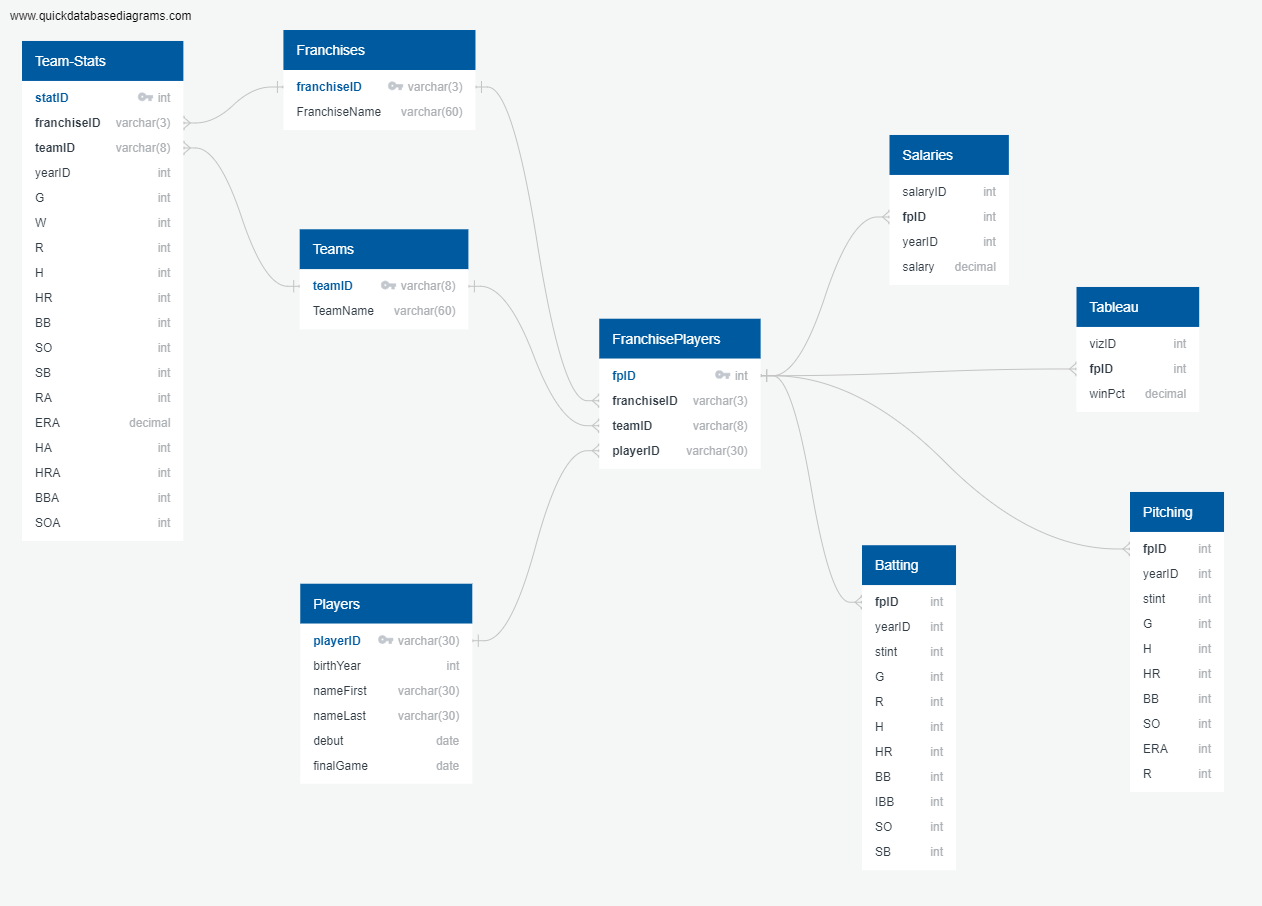 www.quickdatabasediagrams.com
Team-Stats
statID int
franchiseID varchar(3)
teamID varchar(8)
yearID int
G int
W int
R int
H int
HR int
BB int
SO int
SB int
RA int
ERA decimal
HA int
HRA int
BBA int
SOA int
Franchises
franchiseID varchar(3)
FranchiseName varchar(60)
Teams
teamID varchar(8)
TeamName varchar(60)
Players
playerID varchar(30)
birthYear int
nameFirst varchar(30)
nameLast varchar(30)
debut date
finalGame date
FranchisePlayers
fpID int
franchiseID varchar(3)
teamID varchar(8)
playerID varchar(30)
Salaries
salaryID int
fpID int
yearID int
salary decimal
Tableau
vizID int
fpID int
winPct decimal
Batting
fpID int
yearID int
stint int
G int
R int
H int
HR int
BB int
IBB int
SO int
SB int
Pitching
fpID int
yearID int
stint int
G int
H int
HR int
BB int
SO int
ERA int
R int